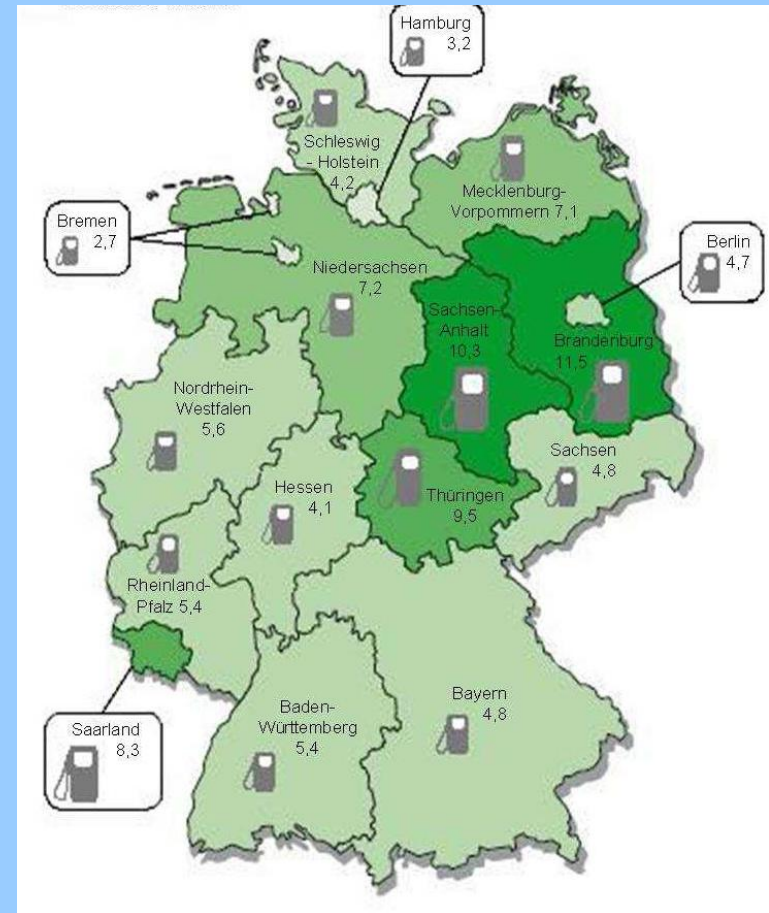 Hamburg
3,2
Schleswig
- Holstein
4,2
Mecklenburg-
Vorpommern 7,1
Bremen
2,7
Berlin
4,7
Niedersachsen
7,2
Sachsen-
Anhalt
10,3
Brandenburg
11,5
Nordrhein-
Westfalen
5,6
Sachsen
4,8
Hessen
4,1
Thüringen
9,5
Rheinland-
Pfalz 5,4
Saarland
8,3
Baden-
Württemberg
5,4
Bayern
4,8